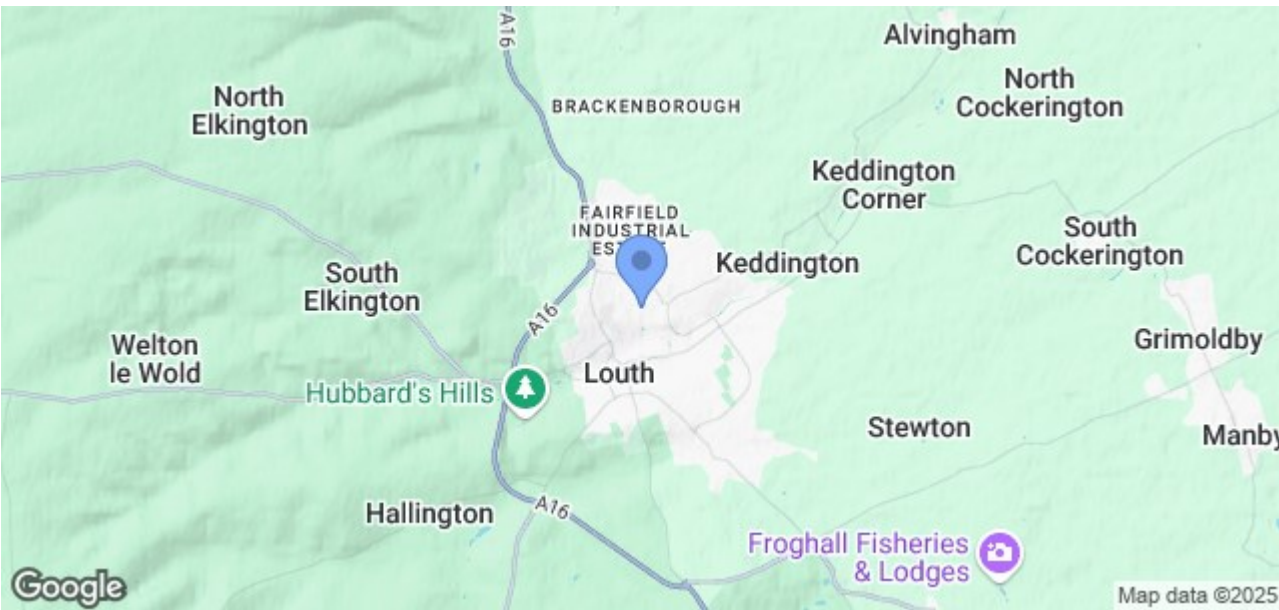 A16
Alvingham
North
Elkington
BRACKENBOROUGH
North
Cockerington
Keddington
Corner
FAIRFIELD
INDUSTRIAL
South
Cockerington
Keddington
South
Elkington
A16
Welton
le Wold
Grimoldby
Hubbard's Hills
Louth
Stewton
Manby
Hallington
A16
Froghall Fisheries
& Lodges
Google
Map data ©2025